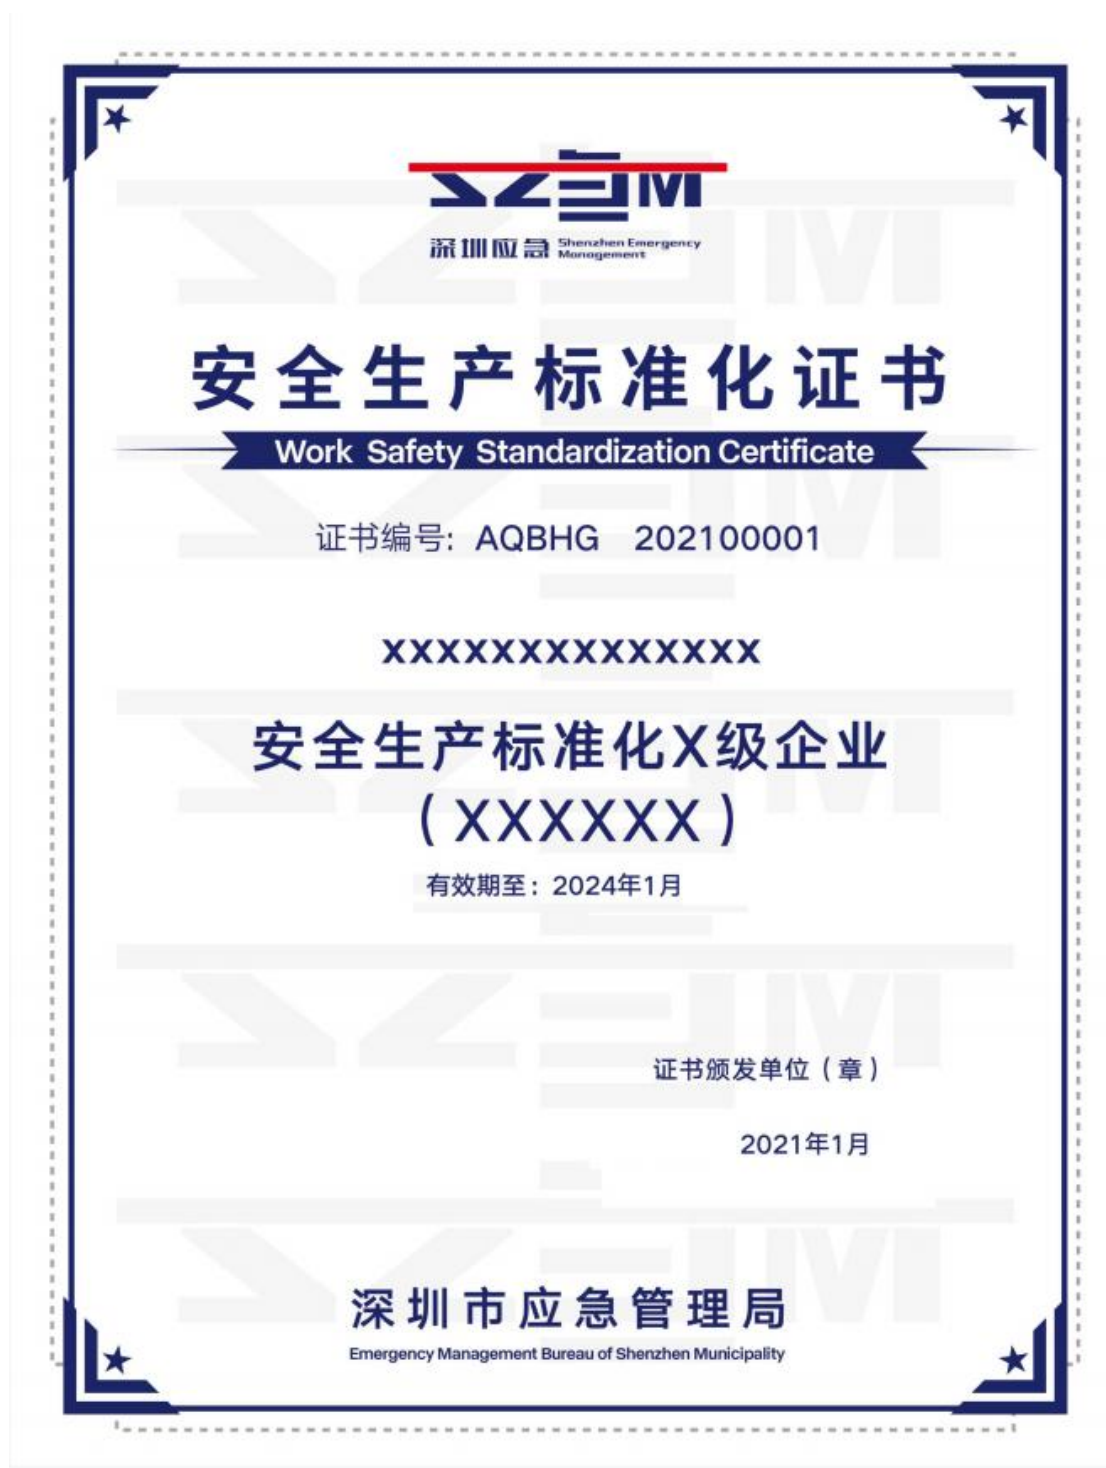 深圳应急 Shenzhen Emergency
Management
安全生产标准化证书
Work Safety Standardization Certificate
证书编号: AQBHG 202100001
XXXXXXXXXXXXXX
安全生产标准化X级企业
（XXXXXX）
有效期至：2024年1月
证书颁发单位（章）
2021年1月
深圳市应急管理局
Emergency Management Bureau of Shenzhen Municipality